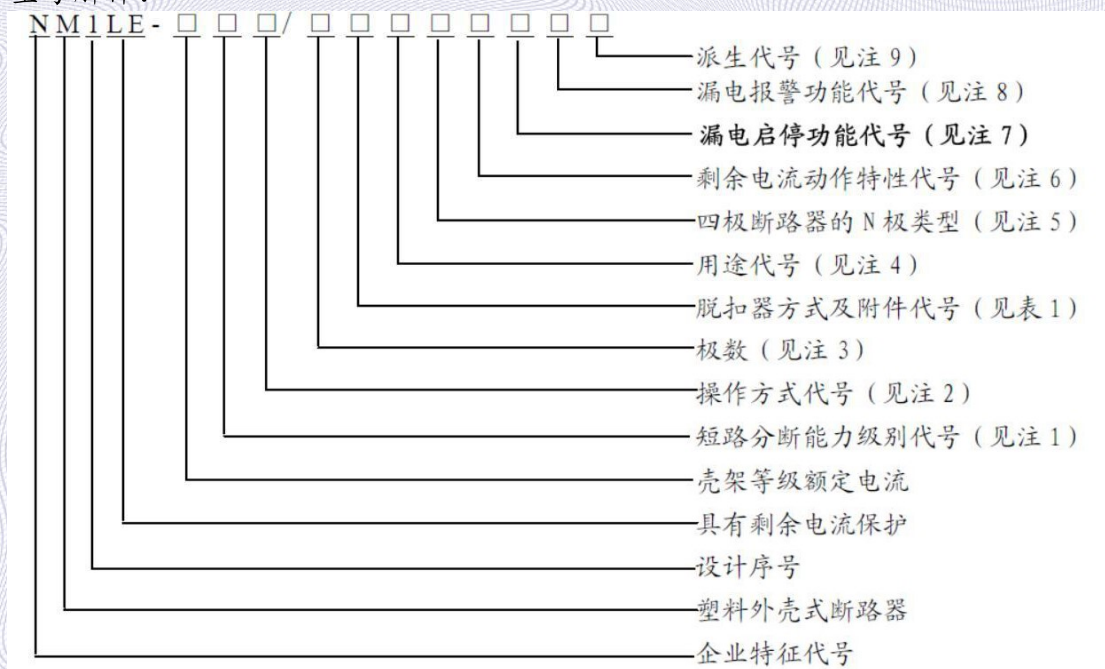 NM1LE-□□□/□□□□□□□□
派生代号（见注9）
漏电报警功能代号（见注8）
漏电启停功能代号（见注7）
剩余电流动作特性代号（见注6）
四极断路器的N极类型（见注5）
用途代号（见注4）
脱扣器方式及附件代号（见表1）
极数（见注3）
操作方式代号（见注2）
短路分断能力级别代号（见注1）
壳架等级额定电流
具有剩余电流保护
设计序号
塑料外壳式断路器
企业特征代号